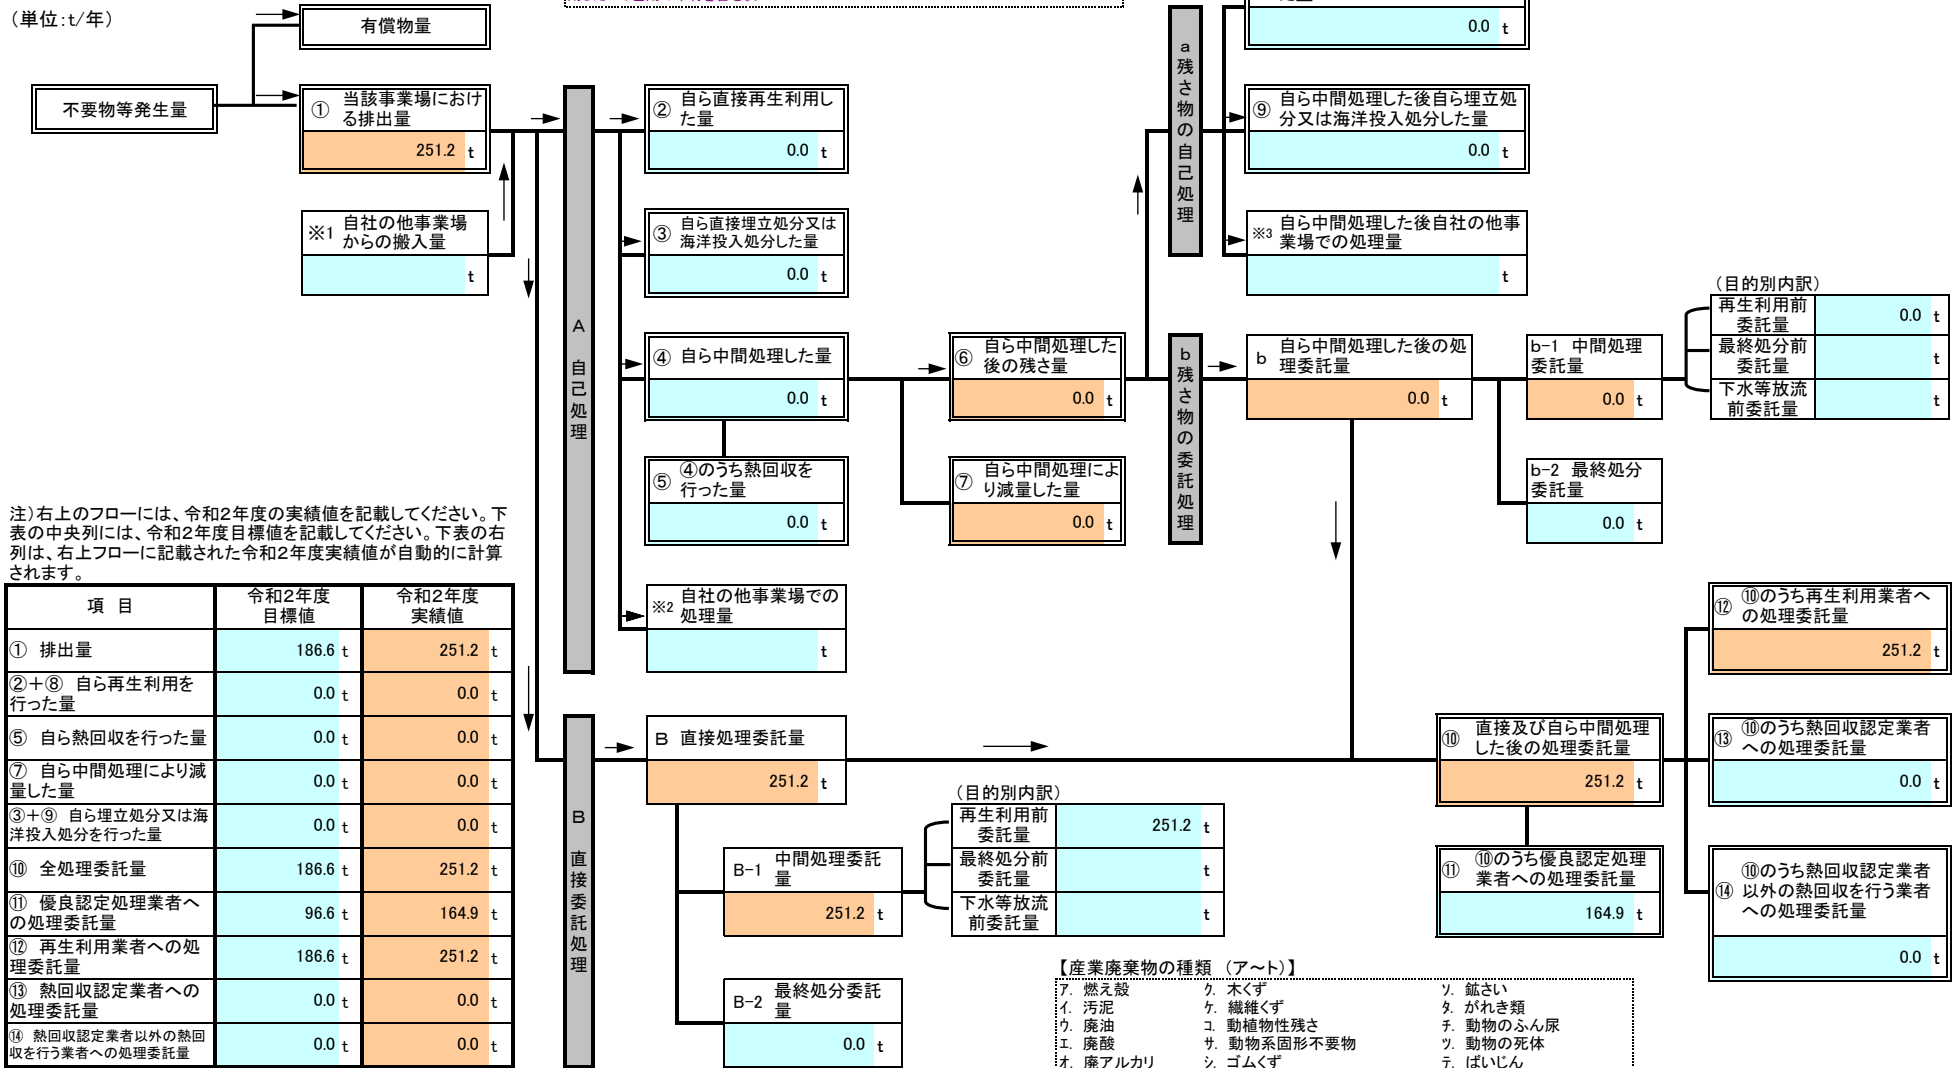 (単位:t/年)
有償物量
不要物等発生量
① 当該事業場におけ
る排出量
251.2 t
※1 自社の他事業場
からの搬入量
t
A 自己処理
② 自ら直接再生利用し
た量
0.0 t
③ 自ら直接埋立処分又は
海洋投入処分した量
0.0 t
④ 自ら中間処理した量
0.0 t
⑤ ④のうち熱回収を
行った量
0.0 t
※2 自社の他事業場での
処理量
t
⑥ 自ら中間処理した
後の残さ量
0.0 t
⑦ 自ら中間処理によ
り減量した量
0.0 t
a 残さ物の自己処理
0.0 t
⑨ 自ら中間処理した後自ら埋立処
分又は海洋投入処分した量
0.0 t
※3 自ら中間処理した後自社の他事
業場での処理量
t
b 残さ物の委託処理
b 自ら中間処理した後の処
理委託量
0.0 t
b-1 中間処理
委託量
0.0 t
b-2 最終処分
委託量
0.0 t
(目的別内訳)
再生利用前
委託量
0.0 t
最終処分前
委託量
t
下水等放流
前委託量
t
注)右上のフローには、令和2年度の実績値を記載してください。下
表の中央列には、令和2年度目標値を記載してください。下表の右
列は、右上フローに記載された令和2年度実績値が自動的に計算
されます。
項 目
令和2年度
目標値
令和2年度
実績値
① 排出量 186.6 t 251.2 t
②+⑧ 自ら再生利用を
行った量 0.0 t 0.0 t
⑤ 自ら熱回収を行った量 0.0 t 0.0 t
⑦ 自ら中間処理により減
量した量 0.0 t 0.0 t
③+⑨ 自ら埋立処分又は海
洋投入処分を行った量 0.0 t 0.0 t
⑩ 全処理委託量 186.6 t 251.2 t
⑪ 優良認定処理業者へ
の処理委託量 96.6 t 164.9 t
⑫ 再生利用業者への処
理委託量 186.6 t 251.2 t
⑬ 熱回収認定業者への
処理委託量 0.0 t 0.0 t
⑭ 熱回収認定業者以外の熱回
収を行う業者への処理委託量 0.0 t 0.0 t
B 直接委託処理
B 直接処理委託量
251.2 t
B-1 中間処理委託
量
251.2 t
B-2 最終処分委託
量
0.0 t
(目的別内訳)
再生利用前
委託量
251.2 t
最終処分前
委託量
t
下水等放流
前委託量
t
⑩ 直接及び自ら中間処理
した後の処理委託量
251.2 t
⑪ ⑩のうち優良認定処理
業者への処理委託量
164.9 t
⑫ ⑩のうち再生利用業者へ
の処理委託量
251.2 t
⑬ ⑩のうち熱回収認定業者
への処理委託量
0.0 t
⑭ ⑩のうち熱回収認定業者
以外の熱回収を行う業者
への処理委託量
0.0 t
【産業廃棄物の種類 (ア~ト)】
ア. 燃え殻 ク. 木くず ソ. 鉱さい
イ. 汚泥 ケ. 繊維くず タ. がれき類
ウ. 廃油 コ. 動植物性残さ チ. 動物のふん尿
エ. 廃酸 サ. 動物系固形不要物 ツ. 動物の死体
オ. 廃アルカリ シ. ゴムくず テ. ばいじん